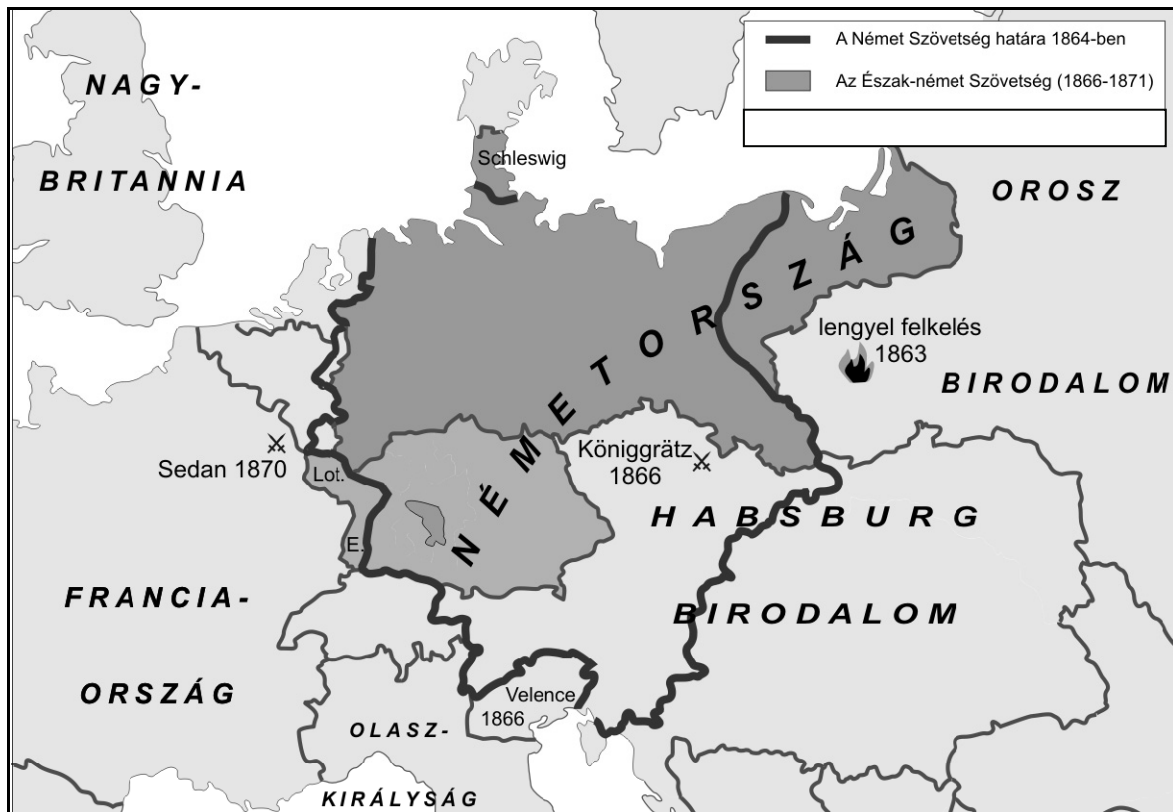 A Német Szövetség határa 1864-ben
Az Észak-német Szövetség (1866-1871)
NAGY-
BRITANNIA
Schleswig
OROSZ
BIRODALOM
NÉMETORSZÁG
lengyel felkelés
1863
Sedan 1870
Lot.
E.
Königgrätz
1866
HABSBURG
BIRODALOM
FRANCIA-
ORSZÁG
Velence
1866
OLASZ-
KIRÁLYSÁG